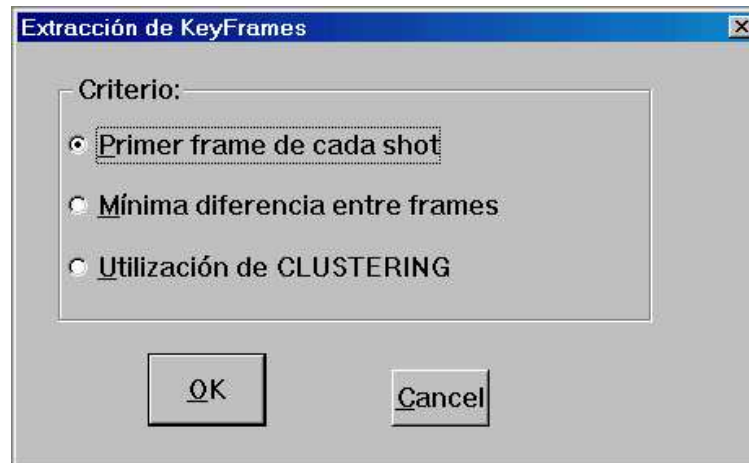 Extracción de KeyFrames
Criterio:
Primer frame de cada shot
Mínima diferencia entre frames
Utilización de CLUSTERING
OK
Cancel